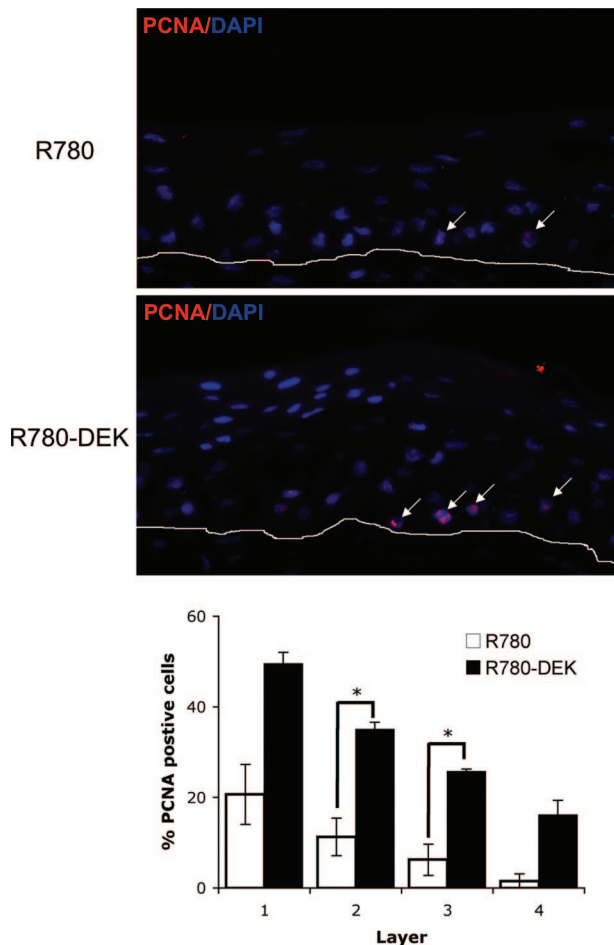 PCNA/DAPI
R780
PCNA/DAPI
R780-DEK
60
40
20
0
% PCNA postive cells
R780
R780-DEK
*
*
1 2 3 4
Layer